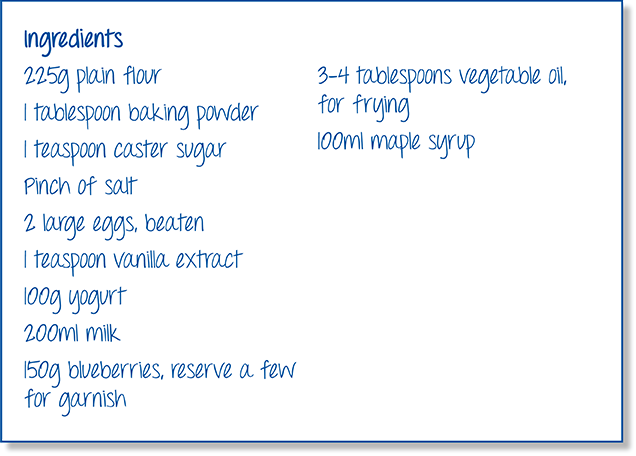 Ingredients
225g plain flour
1 tablespoon baking powder
1 teaspoon caster sugar
Pinch of salt
2 large eggs, beaten
1 teaspoon vanilla extract
100g yogurt
200ml milk
150g blueberries, reserve a few
for garnish
3-4 tablespoons vegetable oil,
for frying
100ml maple syrup